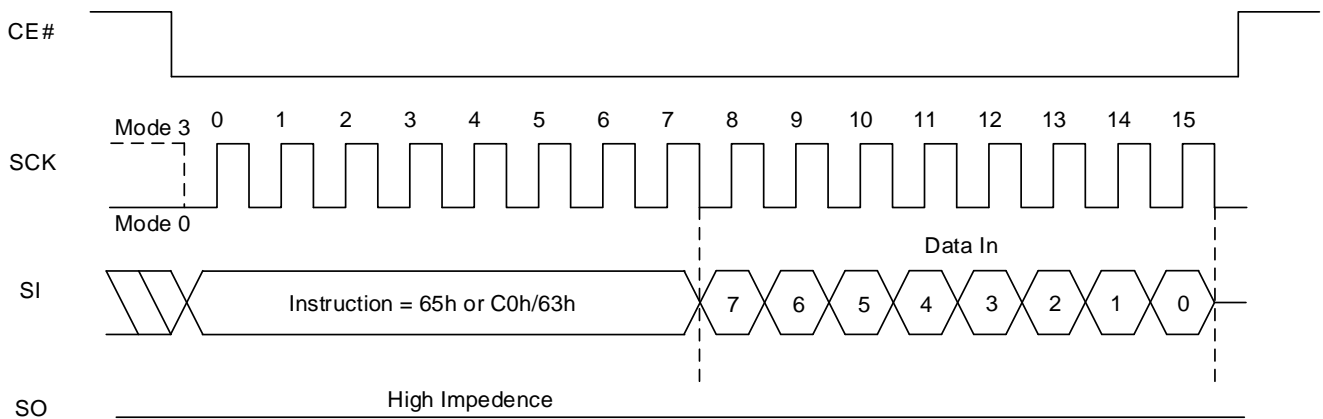 CE#
Mode 3
0 1 2 3 4 5 6 7 8 9 10 11 12 13 14 15
SCK
Mode 0
Data In
SI
Instruction = 65h or C0h/63h
7 6 5 4 3 2 1 0
High Impedence
SO